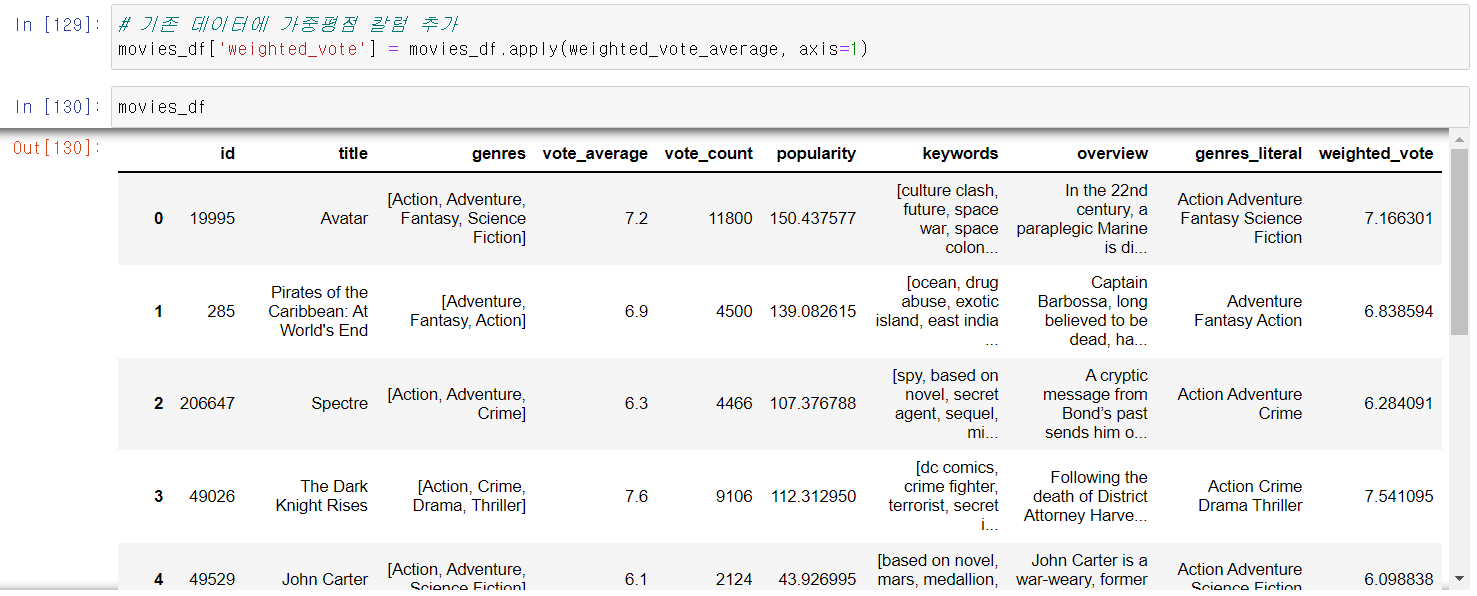 In [129]: # 기존 데이터에 가중평점 칼럼 추가
movies_df['weighted_vote'] = movies_df.apply(weighted_vote_average, axis=1)
In [130]: movies_df
Out[130]:
id title genres vote_average vote_count popularity keywords overview genres_literal weighted_vote
0 19995 Avatar [Action, Adventure, Fantasy, Science Fiction] 7.2 11800 150.437577 [culture clash, future, space war, space colon... In the 22nd century, a paraplegic Marine is di... Action Adventure Fantasy Science Fiction 7.166301
1 285 Pirates of the Caribbean: At World's End [Adventure, Fantasy, Action] 6.9 4500 139.082615 [ocean, drug abuse, exotic island, east india ... Captain Barbossa, long believed to be dead, ha... Adventure Fantasy Action 6.838594
2 206647 Spectre [Action, Adventure, Crime] 6.3 4466 107.376788 [spy, based on novel, secret agent, sequel, mi... A cryptic message from Bond’s past sends him o... Action Adventure Crime 6.284091
3 49026 The Dark Knight Rises [Action, Crime, Drama, Thriller] 7.6 9106 112.312950 [dc comics, crime fighter, terrorist, secret i... Following the death of District Attorney Harve... Action Crime Drama Thriller 7.541095
4 49529 John Carter [Action, Adventure, Science Fiction] 6.1 2124 43.926995 [based on novel, mars, medallion, John Carter is a war-weary, former Action Adventure Science Fiction 6.098838